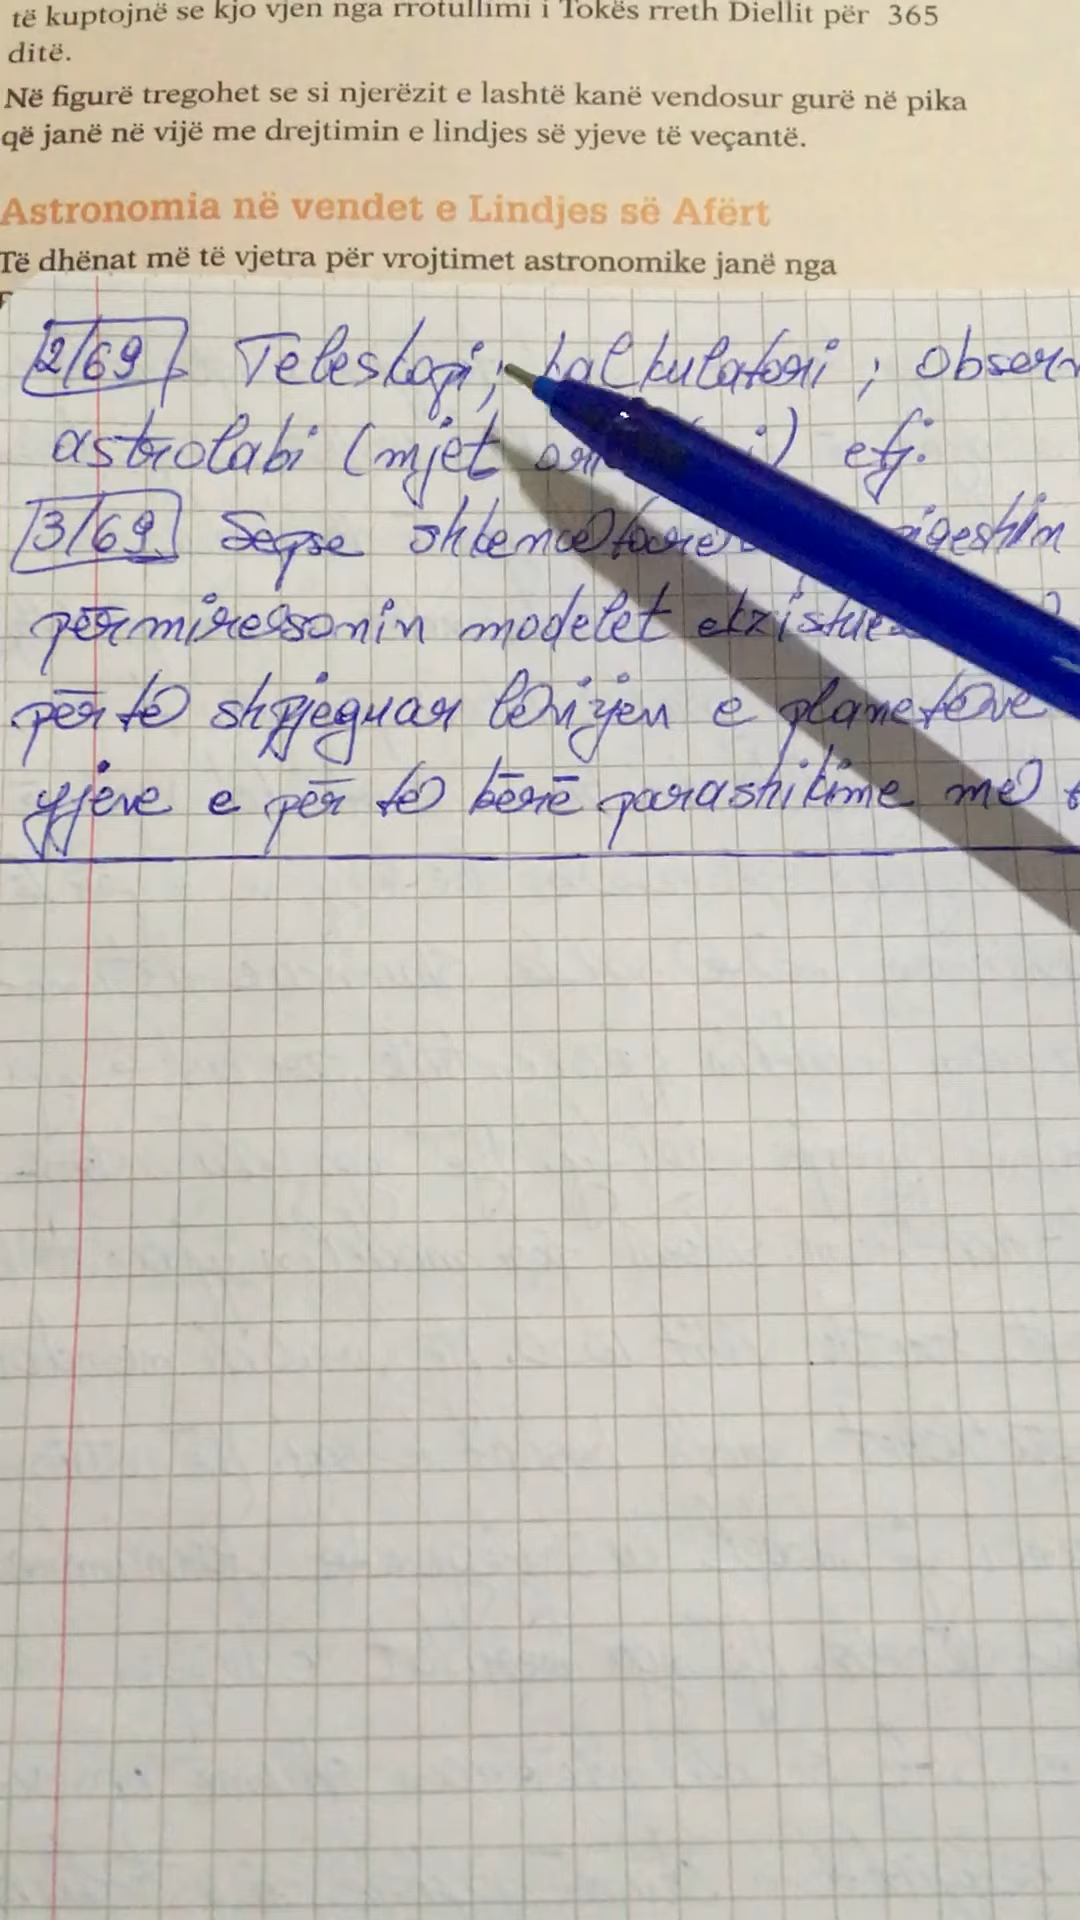 të kuptojnë se kjo vjen nga rrotullimi i Tokës rreth Diellit për 365
ditë.
Në figurë tregohet se si njerëzit e lashtë kanë vendosur gurë në pika
që janë në vijë me drejtimin e lindjes së yjeve të veçantë.
Astronomia në vendet e Lindjes së Afërt
Të dhënat më të vjetra për vrojtimet astronomike janë nga
2/69 Teleskopi; kalkulatori; obser
astrolabi (mjet etj.
3/69 Sepse shkencëtarë
përmirësonin modelet
për të shpjeguar lëvizjen e planetëve
yjeve e për të bërë parashikime më